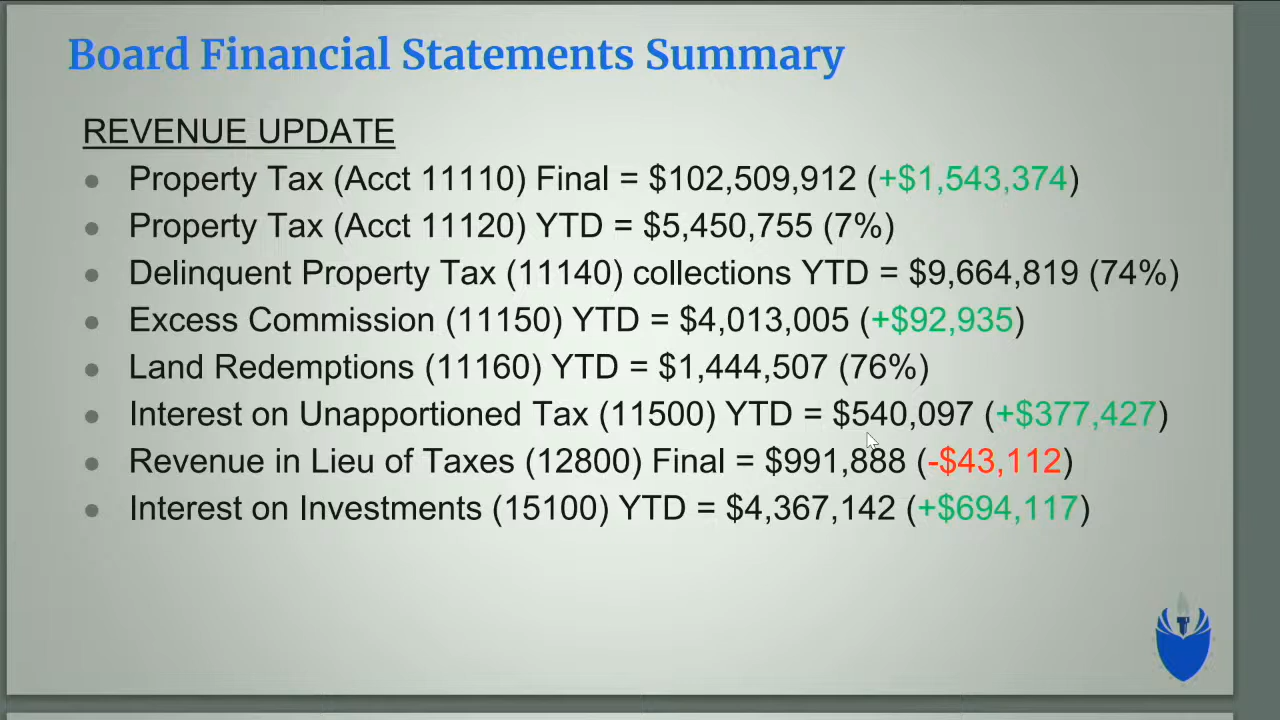 Board Financial Statements Summary
REVENUE UPDATE
● Property Tax (Acct 11110) Final = $102,509,912 (+$1,543,374)
● Property Tax (Acct 11120) YTD = $5,450,755 (7%)
● Delinquent Property Tax (11140) collections YTD = $9,664,819 (74%)
● Excess Commission (11150) YTD = $4,013,005 (+$92,935)
● Land Redemptions (11160) YTD = $1,444,507 (76%)
● Interest on Unapportioned Tax (11500) YTD = $540,097 (+$377,427)
● Revenue in Lieu of Taxes (12800) Final = $991,888 (-$43,112)
● Interest on Investments (15100) YTD = $4,367,142 (+$694,117)